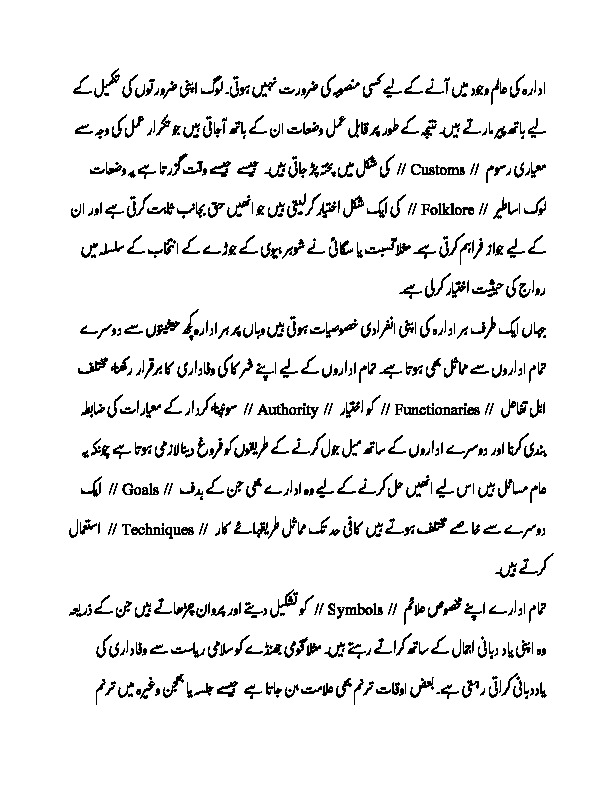 ادارہ کی عالم وجود میں آنے کے لیے کسی منصوبہ کی ضرورت نہیں ہوتی۔ لوگ اپنی ضرورتوں کی تکمیل کے
لیے ہاتھ پیر مارتے ہیں۔ نتیجہ کے طور پر قابل عمل وضعات ان کے ہاتھ آجاتی ہیں جو تکرار عمل کی وجہ سے
معیاری رسوم // Customs // کی شکل میں پختہ پڑ جاتی ہیں۔ جیسے جیسے وقت گزرتا ہے یہ وضعات
لوک اساطیر // Folklore // کی ایک شکل اختیار کرلیتی ہیں جو انھیں حق بجانب ثابت کرتی ہے اور ان
کے لیے جواز فراہم کرتی ہے۔ مثلا نسبت یا سگائی نے شوہر بیوی کے جوڑے کے انتخاب کے سلسلہ میں
رواج کی حیثیت اختیار کرلی ہے۔
جہاں ایک طرف ہر ادارہ کی اپنی انفرادی خصوصیات ہوتی ہیں وہاں پر ہر ادارہ کچھ حیثیتوں سے دوسرے
تمام اداروں سے مماثل بھی ہوتا ہے۔ تمام اداروں کے لیے اپنے شرکا کی وفاداری کا برقرار رکھنا، مختلف
اہل تفاعل // Functionaries // کو اختیار // Authority // سونپنا، کردار کے معیارات کی ضابطہ
بندی کرنا اور دوسرے اداروں کے ساتھ میل جول کرنے کے طریقوں کو فروغ دینا لازمی ہوتا ہے چونکہ یہ
عام مسائل ہیں اس لیے انھیں حل کرنے کے لیے وہ ادارے بھی جن کے ہدف // Goals // ایک
دوسرے سے خاصے مختلف ہوتے ہیں کافی حد تک مماثل طریقہائے کار // Techniques // استعمال
کرتے ہیں۔
تمام ادارے اپنے مخصوص علائم // Symbols // کو تشکیل دیتے اور پروان چڑھاتے ہیں جن کے ذریعہ
وہ اپنی یاد دہانی اجمال کے ساتھ کراتے رہتے ہیں۔ مثلا قومی جھنڈے کو سلامی ریاست سے وفاداری کی
یاددہانی کراتی رہتی ہے۔ بعض اوقات ترنم بھی علامت بن جاتا ہے جیسے جلسہ یا بھجن وغیرہ میں ترنم